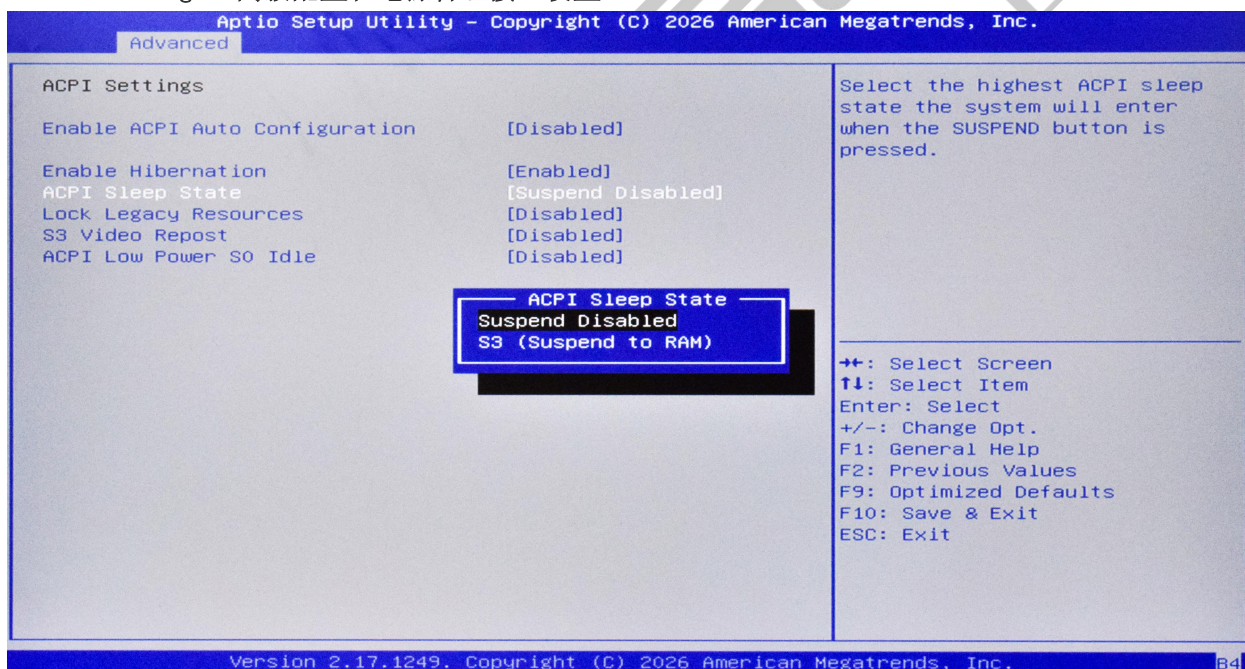 Aptio Setup Utility – Copyright (C) 2026 American Megatrends, Inc.
Advanced
ACPI Settings
Enable ACPI Auto Configuration [Disabled]
Enable Hibernation [Enabled]
ACPI Sleep State [Suspend Disabled]
Lock Legacy Resources [Disabled]
S3 Video Repost [Disabled]
ACPI Low Power S0 Idle [Disabled]
ACPI Sleep State
Suspend Disabled
S3 (Suspend to RAM)
Select the highest ACPI sleep
state the system will enter
when the SUSPEND button is
pressed.
→←: Select Screen
↑↓: Select Item
Enter: Select
+/-: Change Opt.
F1: General Help
F2: Previous Values
F9: Optimized Defaults
F10: Save & Exit
ESC: Exit
Version 2.17.1249. Copyright (C) 2026 American Megatrends, Inc.
B4